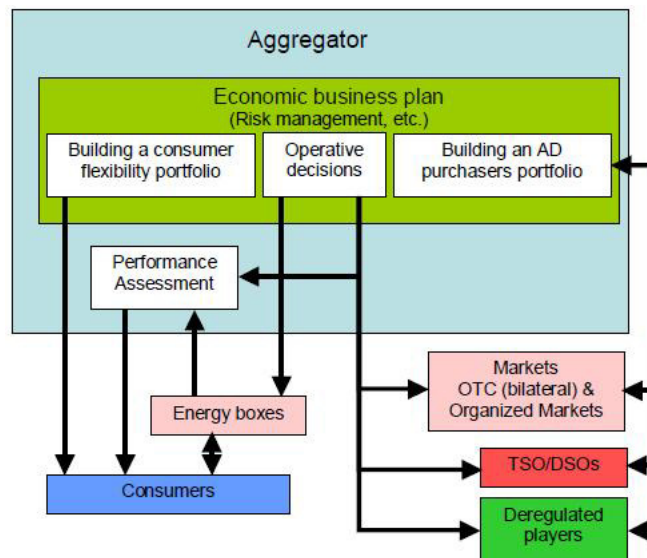 Aggregator
Economic business plan
(Risk management, etc.)
Building a consumer
flexibility portfolio
Operative
decisions
Building an AD
purchasers portfolio
Performance
Assessment
Markets
OTC (bilateral) &
Organized Markets
Energy boxes
TSO/DSOs
Consumers
Deregulated
players